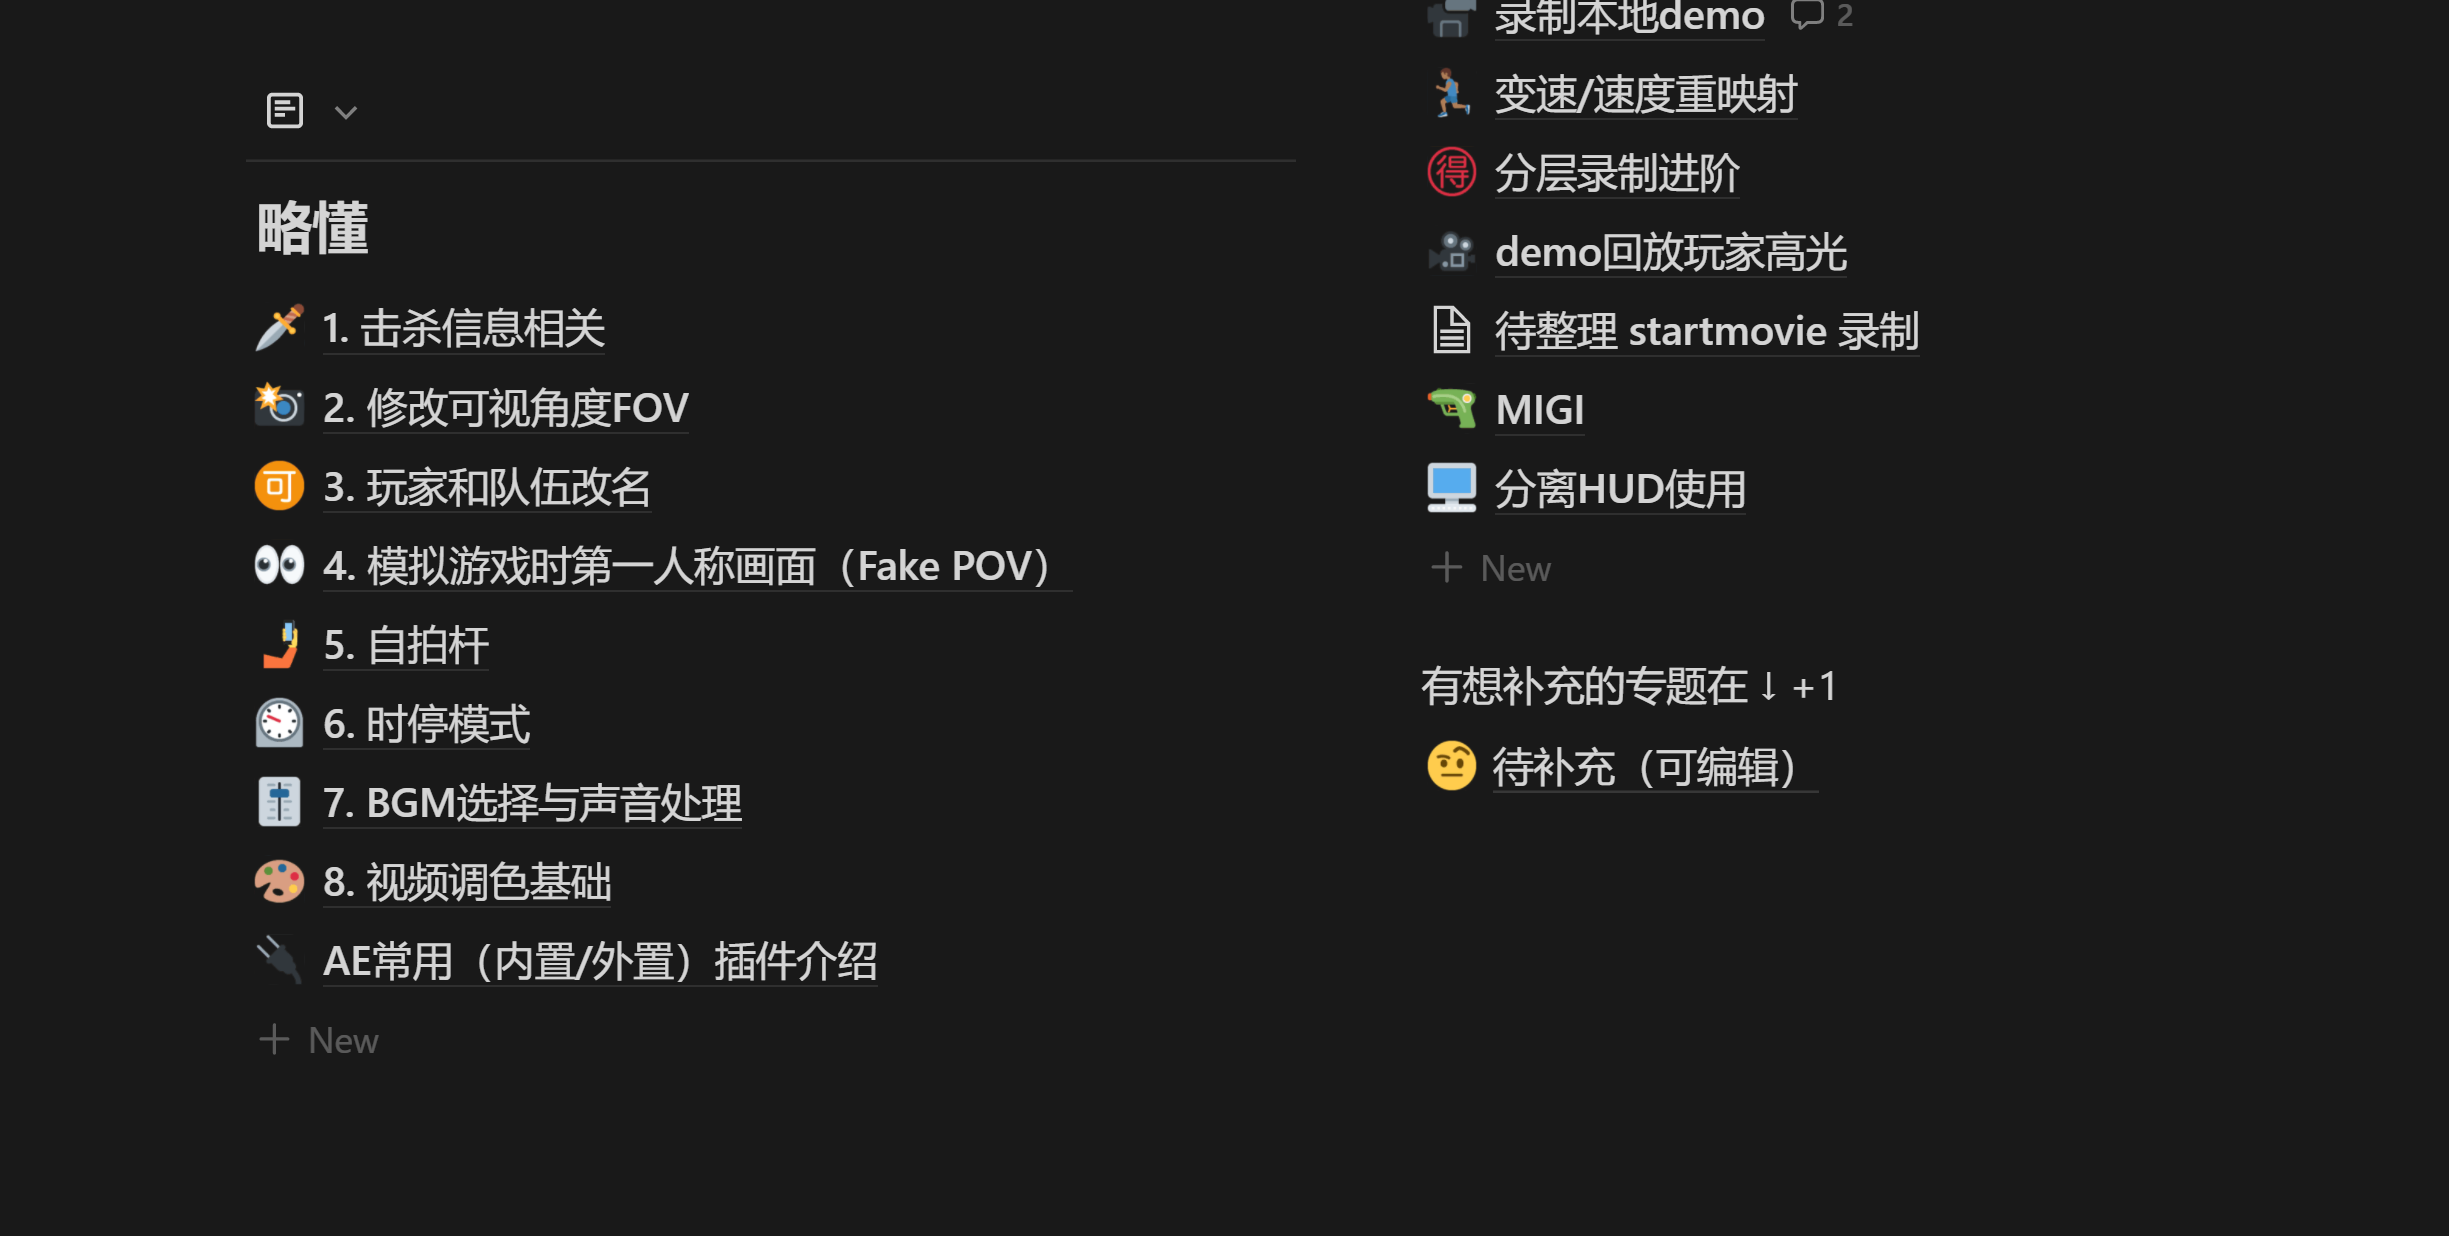 略懂
1. 击杀信息相关
2. 修改可视角度FOV
可 3. 玩家和队伍改名
4. 模拟游戏时第一人称画面（Fake POV）
5. 自拍杆
6. 时停模式
7. BGM选择与声音处理
8. 视频调色基础
AE常用（内置/外置）插件介绍
New
录制本地demo 2
变速/速度重映射
得 分层录制进阶
demo回放玩家高光
待整理 startmovie 录制
MIGI
分离HUD使用
New
有想补充的专题在↓+1
待补充（可编辑）